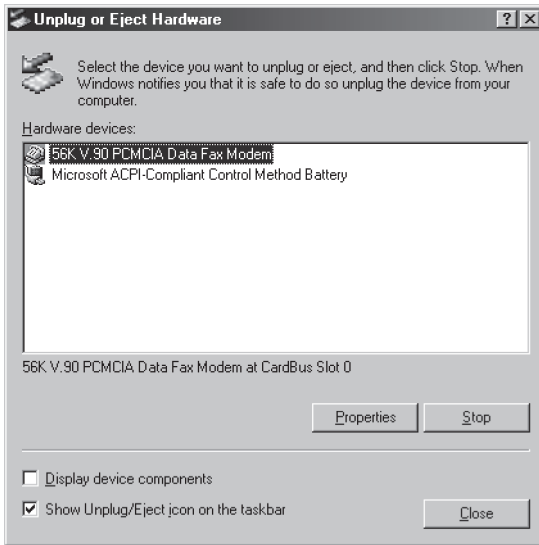 Unplug or Eject Hardware
Select the device you want to unplug or eject, and then click Stop. When
Windows notifies you that it is safe to do so unplug the device from your
computer.
Hardware devices:
56K V.90 PCMCIA Data Fax Modem
Microsoft ACPI-Compliant Control Method Battery
56K V.90 PCMCIA Data Fax Modem at CardBus Slot 0
Properties
Stop
Display device components
Show Unplug/Eject icon on the taskbar
Close